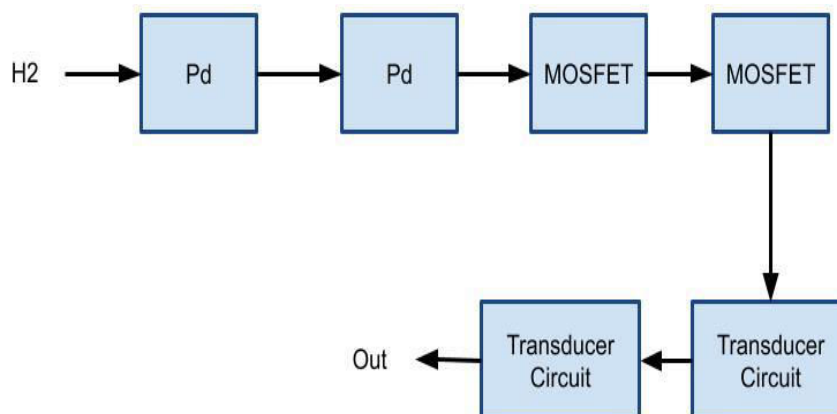 H2
Pd
Pd
MOSFET
MOSFET
Transducer
Circuit
Transducer
Circuit
Out